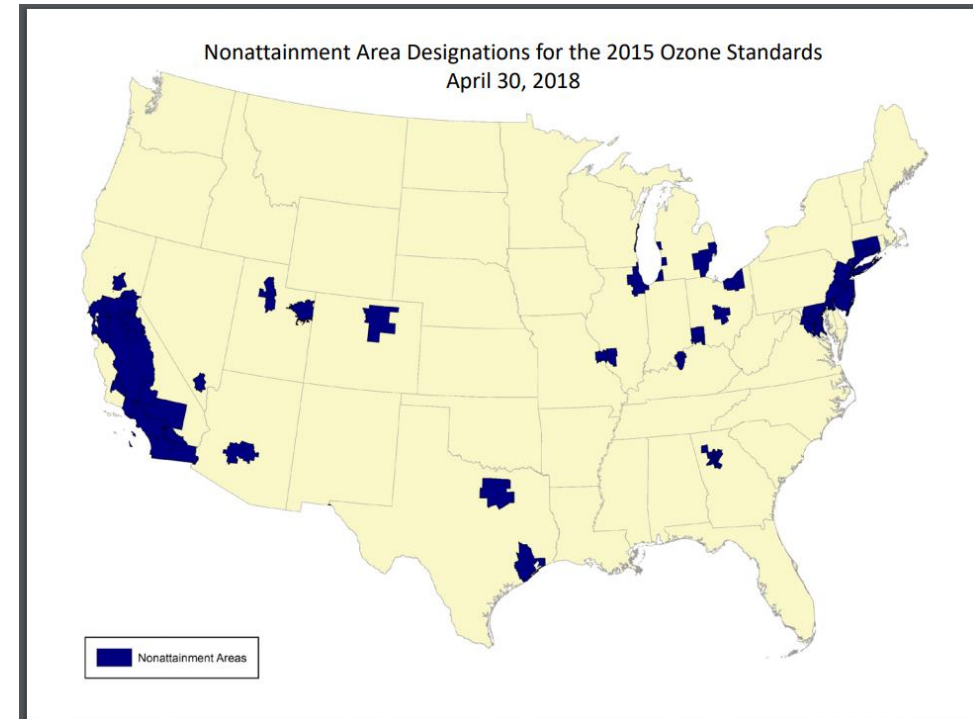 Nonattainment Area Designations for the 2015 Ozone Standards
April 30, 2018
Nonattainment Areas